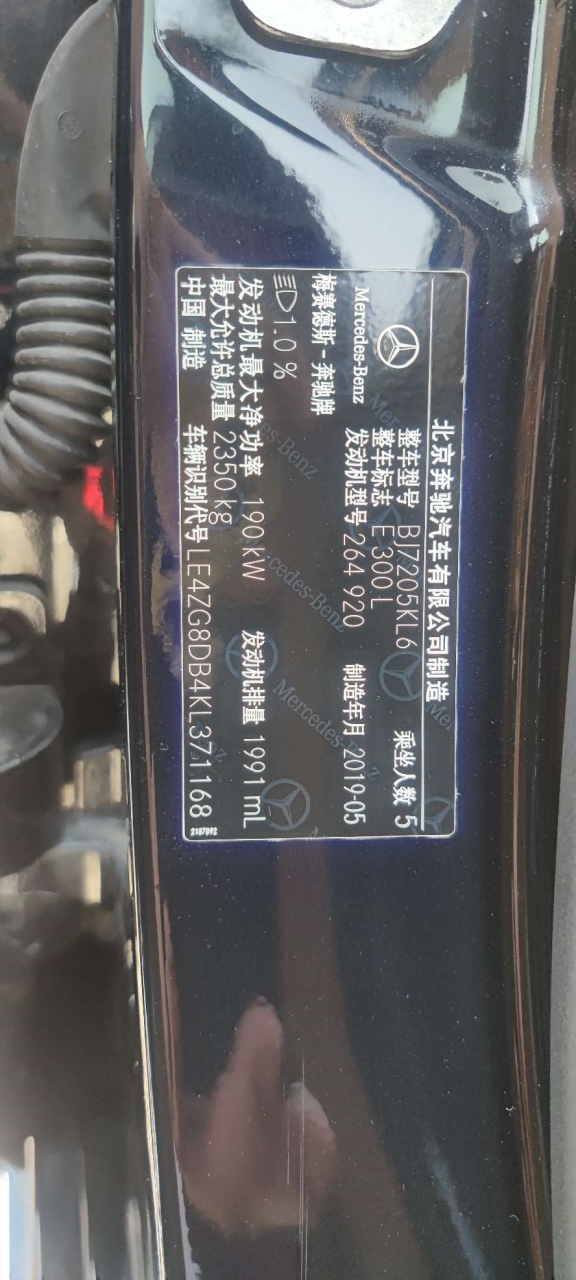 北京奔驰汽车有限公司制造
Mercedes-Benz
梅赛德斯-奔驰牌
整车型号 BJ7205KL6 乘坐人数 5
整车标志 E 300 L
发动机型号 264 920 制造年月 2019-05
1.0 %
发动机最大净功率 190 kW 发动机排量 1991 mL
最大允许总质量 2350 kg
中国 制造 车辆识别代号 LE4ZG8DB4KL371168
2187892